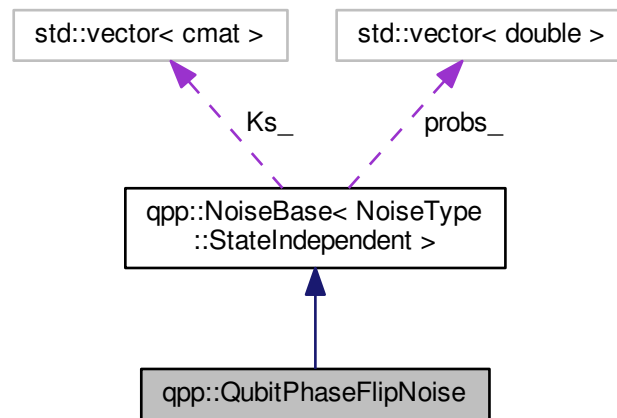 std::vector< cmat >
std::vector< double >
Ks_
probs_
qpp::NoiseBase< NoiseType
::StateIndependent >
qpp::QubitPhaseFlipNoise